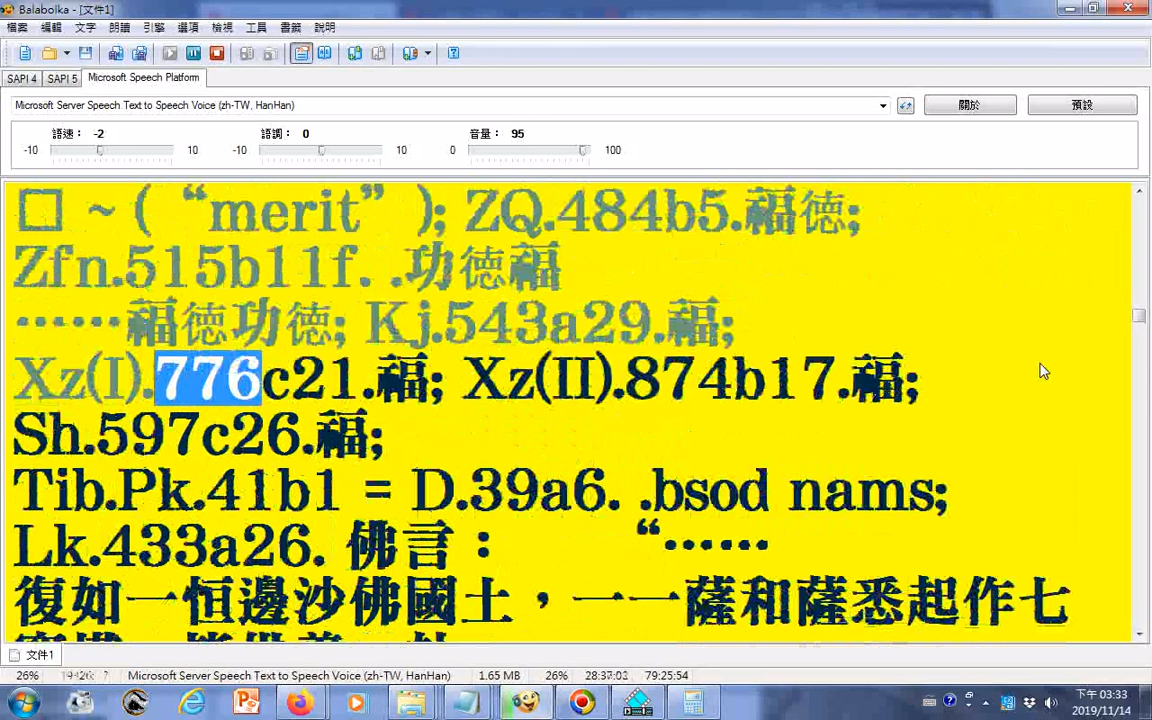 Balabolka - [文件1]
檔案 編輯 文字 朗讀 引擎 選項 檢視 工具 書籤 說明
SAPI 4 SAPI 5 Microsoft Speech Platform
Microsoft Server Speech Text to Speech Voice (zh-TW, HanHan) 關於 預設
語速： -2 語調： 0 音量： 95
-10 10 -10 10 0 100
□ ~ (“merit”); ZQ.484b5.福徳;
Zfn.515b11f. .功徳福
……福徳功徳; Kj.543a29.福;
Xz(I).776c21.福; Xz(II).874b17.福;
Sh.597c26.福;
Tib.Pk.41b1 = D.39a6. .bsod nams;
Lk.433a26. 佛言： “……
復如一恒邊沙佛國土，一一薩和薩悉起作七
文件1
26% Microsoft Server Speech Text to Speech Voice (zh-TW, HanHan) 1.65 MB 26% 28:37:02 79:25:54
下午 03:33
2019/11/14